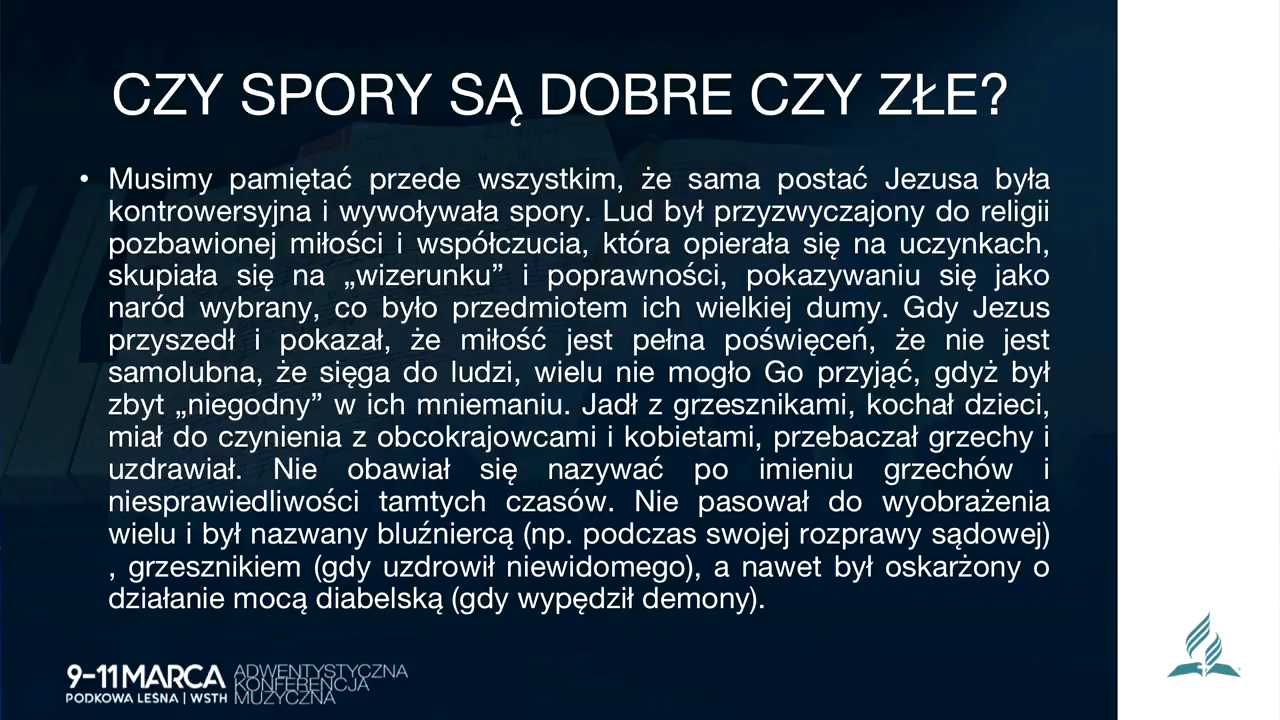 CZY SPORY SĄ DOBRE CZY ZŁE?
• Musimy pamiętać przede wszystkim, że sama postać Jezusa była
kontrowersyjna i wywoływała spory. Lud był przyzwyczajony do religii
pozbawionej miłości i współczucia, która opierała się na uczynkach,
skupiała się na „wizerunku” i poprawności, pokazywaniu się jako
naród wybrany, co było przedmiotem ich wielkiej dumy. Gdy Jezus
przyszedł i pokazał, że miłość jest pełna poświęceń, że nie jest
samolubna, że sięga do ludzi, wielu nie mogło Go przyjąć, gdyż był
zbyt „niegodny” w ich mniemaniu. Jadł z grzesznikami, kochał dzieci,
miał do czynienia z obcokrajowcami i kobietami, przebaczał grzechy i
uzdrawiał. Nie obawiał się nazywać po imieniu grzechów i
niesprawiedliwości tamtych czasów. Nie pasował do wyobrażenia
wielu i był nazwany bluźniercą (np. podczas swojej rozprawy sądowej)
, grzesznikiem (gdy uzdrowił niewidomego), a nawet był oskarżony o
działanie mocą diabelską (gdy wypędził demony).
9-11 MARCA
PODKOWA LEŚNA | WSTH
ADWENTYSTYCZNA
KONFERENCJA
MUZYCZNA